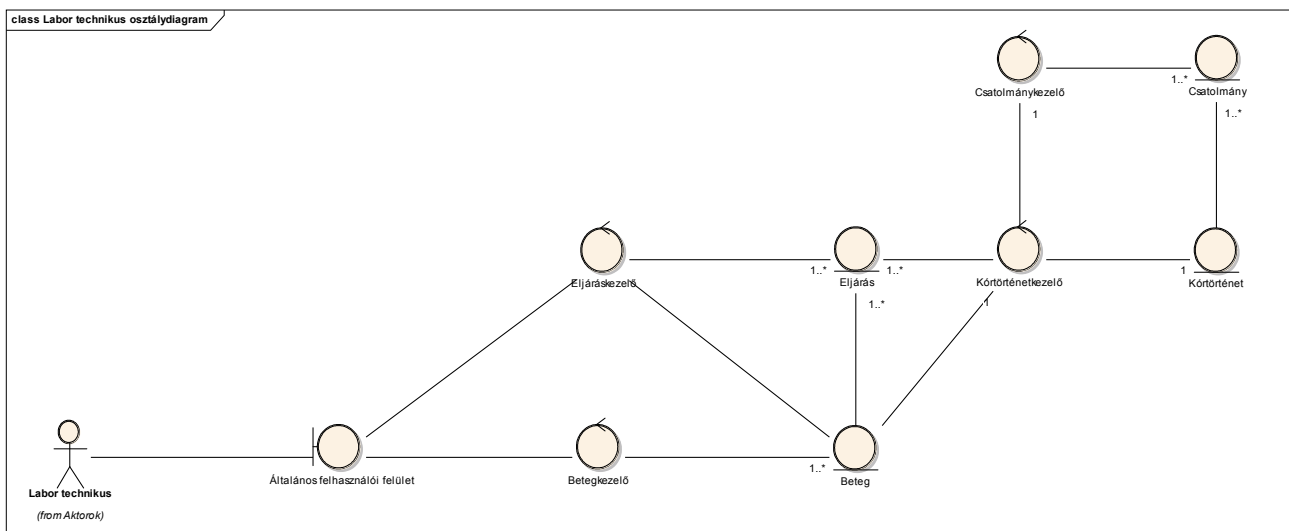 class Labor technikus osztálydiagram
Csatolmánykezelő
1..*
Csatolmány
1
1..*
Eljáráskezelő
1..*
Eljárás
1..*
Kórtörténetkezelő
1
Kórtörténet
1..*
1
Labor technikus
(from Aktorok)
Általános felhasználói felület
Betegkezelő
1..*
Beteg